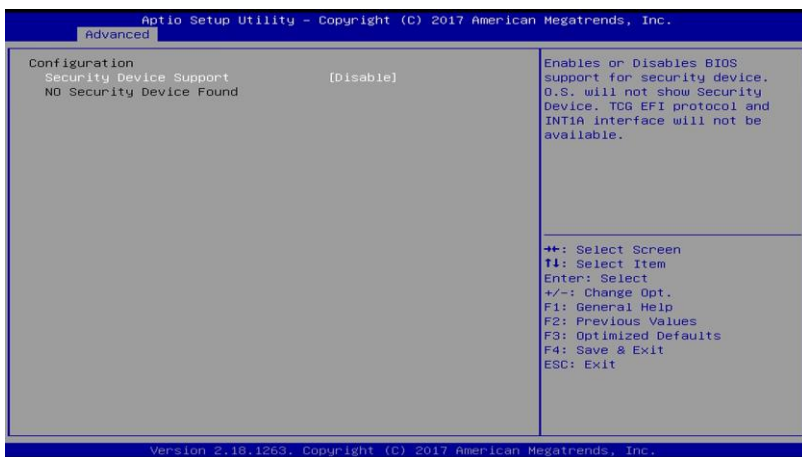 Aptio Setup Utility – Copyright (C) 2017 American Megatrends, Inc.
Advanced
Configuration
Security Device Support [Disable]
NO Security Device Found
Enables or Disables BIOS
support for security device.
O.S. will not show Security
Device. TCG EFI protocol and
INT1A interface will not be
available.
→←: Select Screen
↑↓: Select Item
Enter: Select
+/-: Change Opt.
F1: General Help
F2: Previous Values
F3: Optimized Defaults
F4: Save & Exit
ESC: Exit
Version 2.18.1263. Copyright (C) 2017 American Megatrends, Inc.